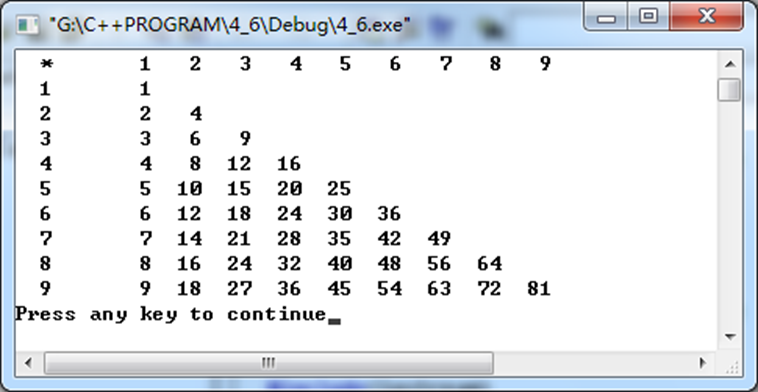 "G:\C++PROGRAM\4_6\Debug\4_6.exe"
* 1 2 3 4 5 6 7 8 9
1 1
2 2 4
3 3 6 9
4 4 8 12 16
5 5 10 15 20 25
6 6 12 18 24 30 36
7 7 14 21 28 35 42 49
8 8 16 24 32 40 48 56 64
9 9 18 27 36 45 54 63 72 81
Press any key to continue_